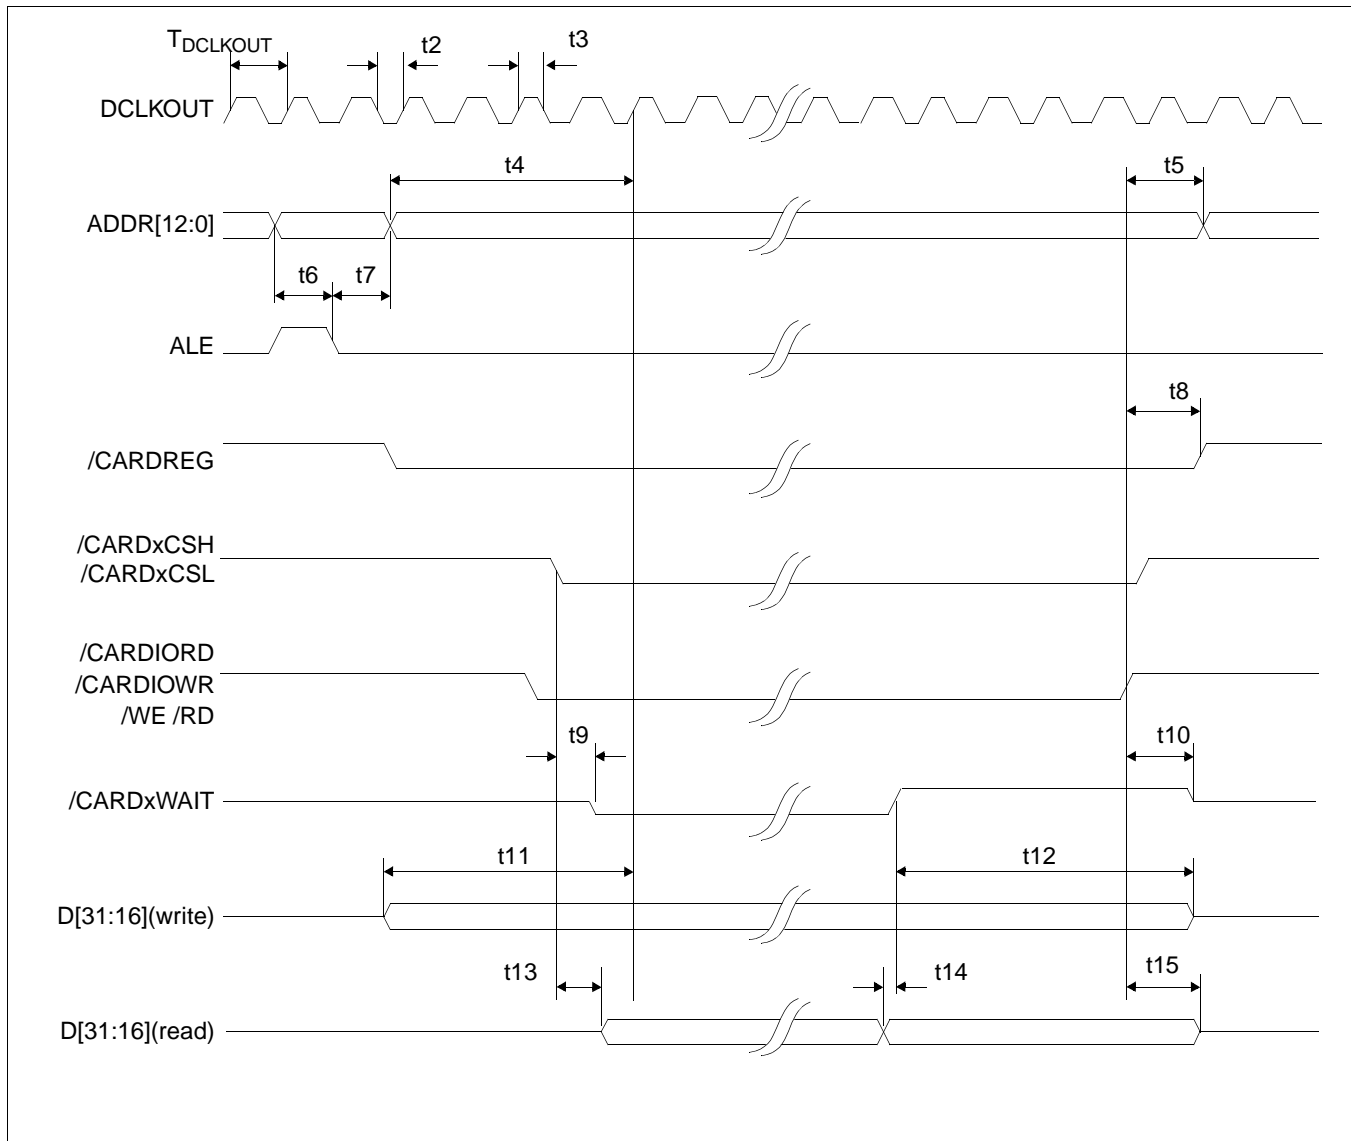 TDCLKOUT
t2
t3
DCLKOUT
t4
t5
ADDR[12:0]
t6
t7
ALE
t8
/CARDREG
/CARDxCSH
/CARDxCSL
/CARDIORD
/CARDIOWR
/WE /RD
t9
t10
/CARDxWAIT
t11
t12
D[31:16](write)
t13
t14
t15
D[31:16](read)